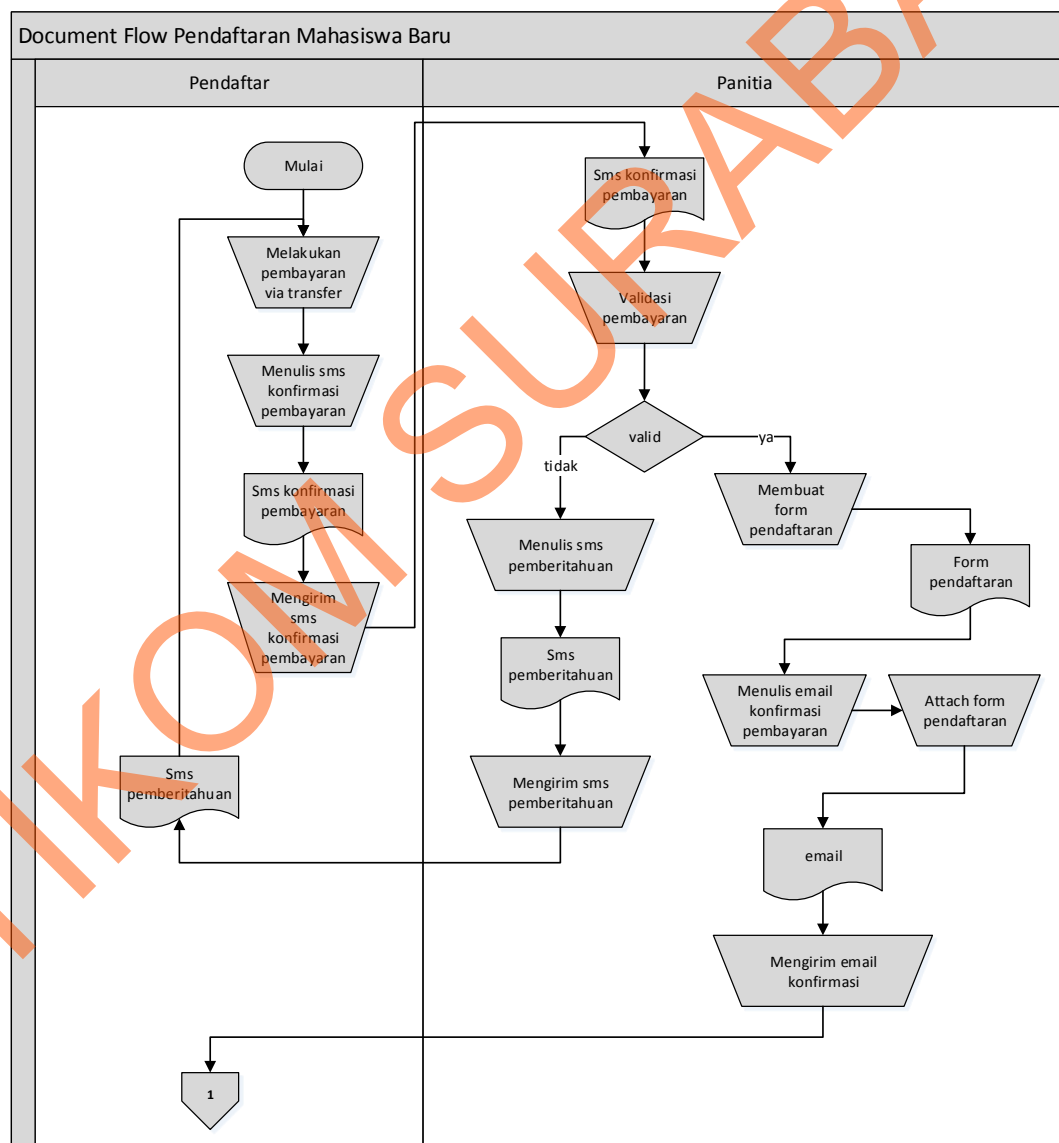 Document Flow Pendaftaran Mahasiswa Baru
Pendaftar
Panitia
Mulai
Melakukan
pembayaran
via transfer
Menulis sms
konfirmasi
pembayaran
Sms konfirmasi
pembayaran
Mengirim
sms
konfirmasi
pembayaran
Sms
pemberitahuan
1
Sms konfirmasi
pembayaran
Validasi
pembayaran
valid
tidak
ya
Menulis sms
pemberitahuan
Sms
pemberitahuan
Mengirim sms
pemberitahuan
Membuat
form
pendaftaran
Form
pendaftaran
Menulis email
konfirmasi
pembayaran
Attach form
pendaftaran
email
Mengirim email
konfirmasi
IKOM SURABA